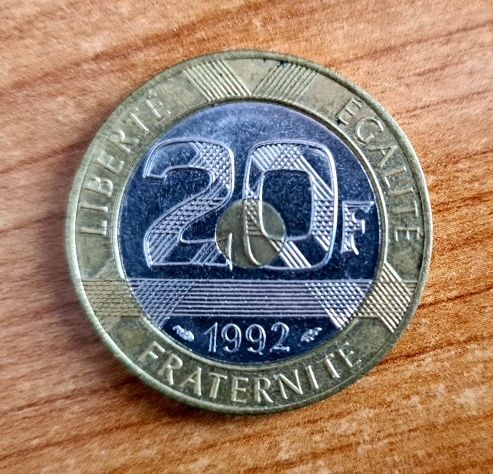 LIBERTE
EGALITE
20F
1992
FRATERNITE